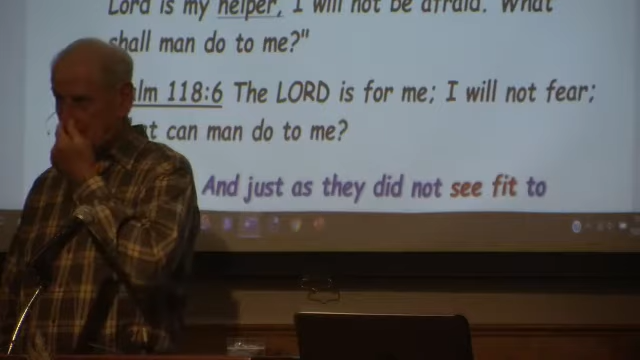 Lord is my helper, I will not be afraid. What
shall man do to me?"
118:6 The LORD is for me; I will not fear;
can man do to me?
And just as they did not see fit to